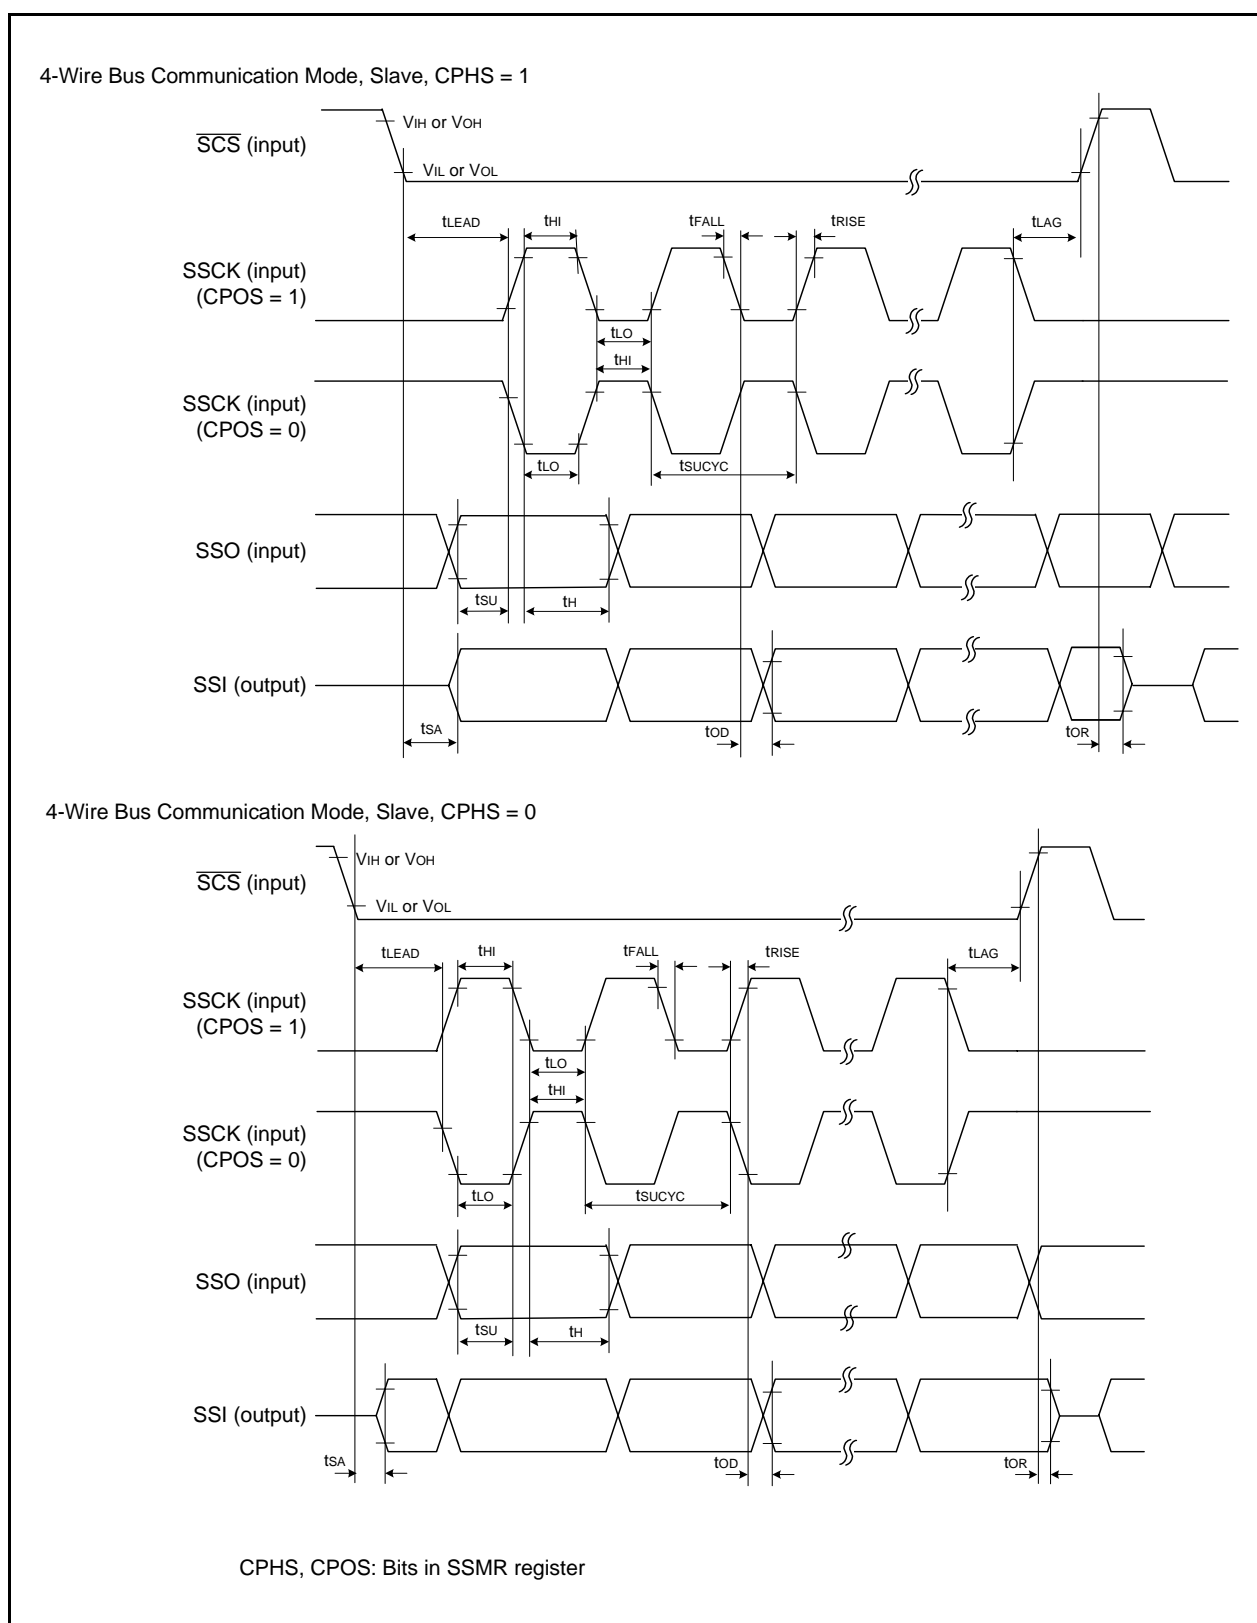 4-Wire Bus Communication Mode, Slave, CPHS = 1
SCS (input)
VIH or VOH
VIL or VOL
tLEAD
tHI
tFALL
tRISE
tLAG
SSCK (input)
(CPOS = 1)
tLO
tHI
SSCK (input)
(CPOS = 0)
tLO
tSUCYC
SSO (input)
tSU
tH
SSI (output)
tSA
tOD
tOR
4-Wire Bus Communication Mode, Slave, CPHS = 0
VIH or VOH
SCS (input)
VIL or VOL
tLEAD
tHI
tFALL
tRISE
tLAG
SSCK (input)
(CPOS = 1)
tLO
tHI
SSCK (input)
(CPOS = 0)
tLO
tSUCYC
SSO (input)
tSU
tH
SSI (output)
tSA
tOD
tOR
CPHS, CPOS: Bits in SSMR register